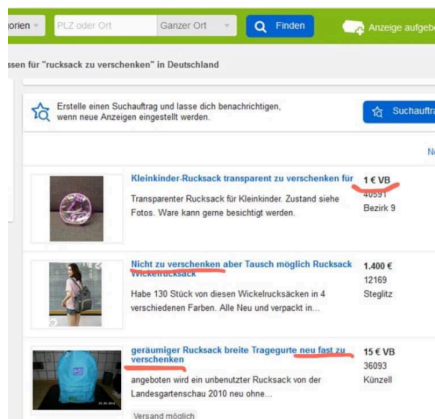 PLZ oder Ort
Ganzer Ort
Finden
Anzeige
"rucksack zu verschenken" in Deutschland
Erstelle einen Suchauftrag und lasse dich benachrichtigen,
wenn neue Anzeigen eingestellt werden.
Kleinkinder-Rucksack transparent zu verschenken für
1 € VB
40591
Transparenter Rucksack für Kleinkinder. Zustand siehe
Bezirk 9
Fotos. Ware kann gerne besichtigt werden.
Nicht zu verschenken aber Tausch möglich Rucksack
1.400 €
Wickelrucksack
12169
Habe 130 Stück von diesen Wickelrucksäcken in 4
Steglitz
verschiedenen Farben. Alle Neu und verpackt in...
geräumiger Rucksack breite Tragegurte neu fast zu
15 € VB
verschenken
36093
angeboten wird ein unbenutzter Rucksack von der
Künzell
Landesgartenschau 2010 neu ohne...
Versand möglich